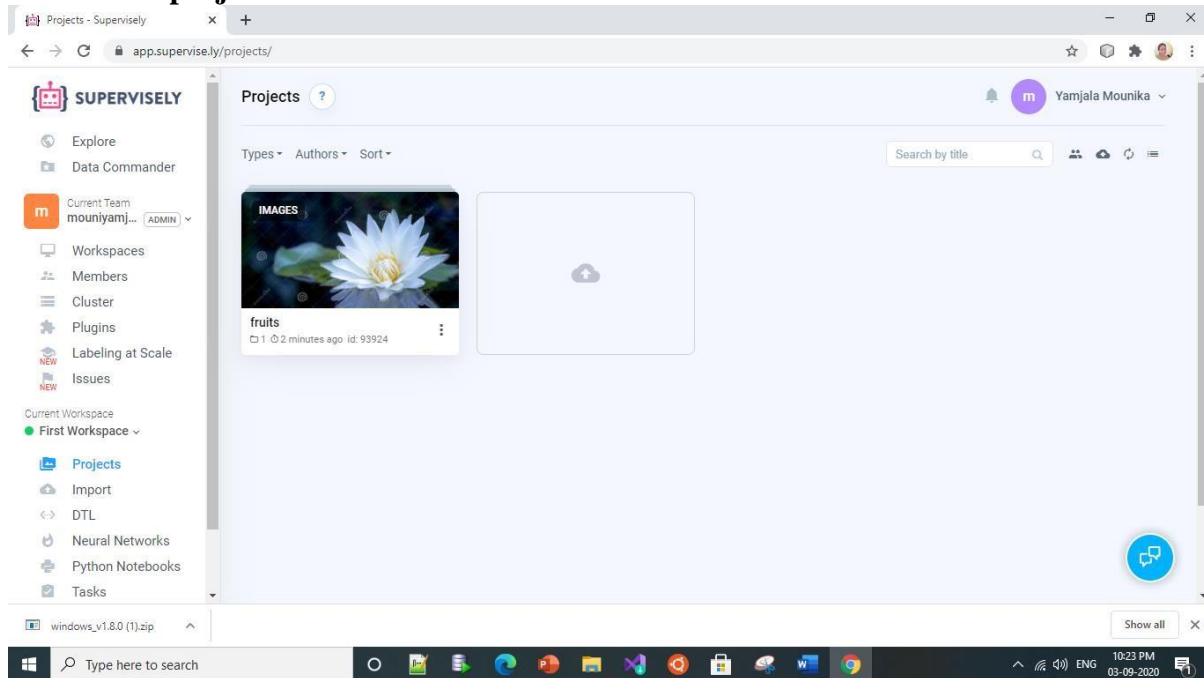 Projects - Supervisely
app.supervise.ly/projects/
SUPERVISELY
Projects ?
m Yamjala Mounika
Explore
Data Commander
Types Authors Sort
Search by title
m
Current Team
mouniyamj... ADMIN
IMAGES
Workspaces
Members
Cluster
Plugins
fruits
1 2 minutes ago id: 93924
Labeling at Scale
NEW
Issues
NEW
Current Workspace
First Workspace
Projects
Import
DTL
Neural Networks
Python Notebooks
Tasks
windows_v1.8.0 (1).zip
Show all
Type here to search
ENG
10:23 PM
03-09-2020
1